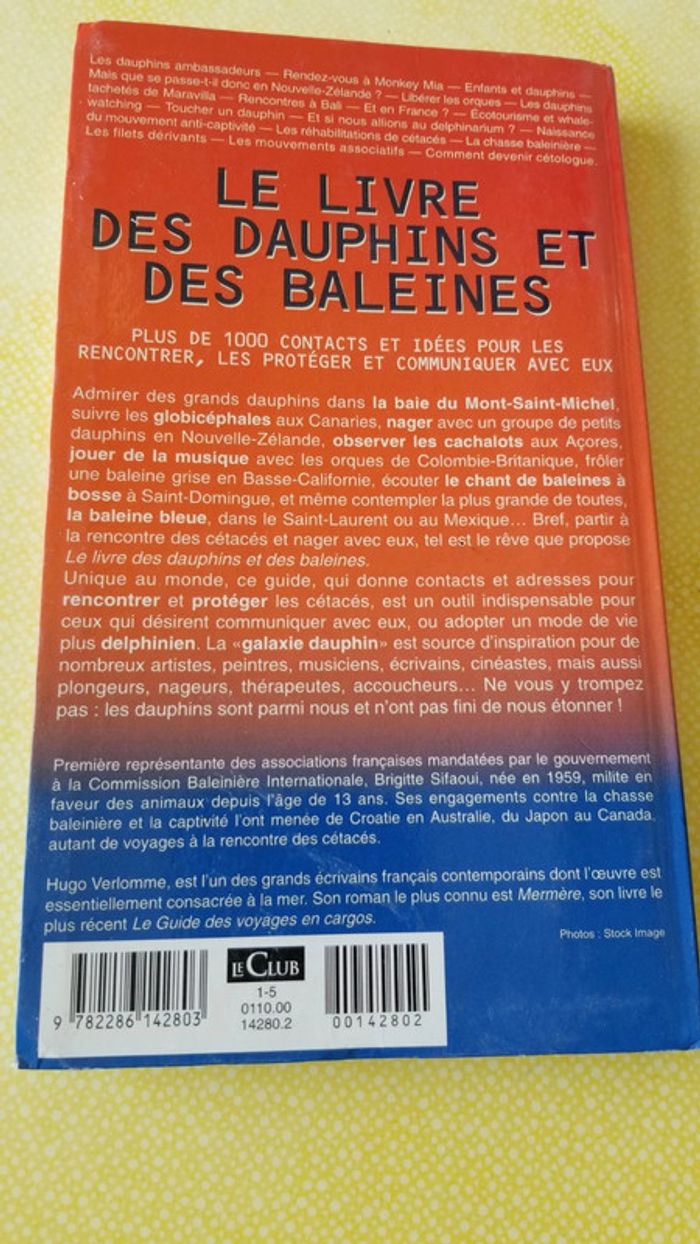 Les dauphins ambassadeurs — Rendez-vous à Monkey Mia — Enfants et dauphins —
Mais que se passe-t-il donc en Nouvelle-Zélande ? — Libérer les orques — Les dauphins
tachetés de Maravilla — Rencontres à Bali — Et en France ? — Écotourisme et whale-
watching — Toucher un dauphin — Et si nous allions au delphinarium ? — Naissance
du mouvement anti-captivité — Les réhabilitations de cétacés — La chasse baleinière —
Les filets dérivants — Les mouvements associatifs — Comment devenir cétologue.
LE LIVRE
DES DAUPHINS ET
DES BALEINES
PLUS DE 1000 CONTACTS ET IDÉES POUR LES
RENCONTRER, LES PROTÉGER ET COMMUNIQUER AVEC EUX
Admirer des grands dauphins dans la baie du Mont-Saint-Michel,
suivre les globicéphales aux Canaries, nager avec un groupe de petits
dauphins en Nouvelle-Zélande, observer les cachalots aux Açores,
jouer de la musique avec les orques de Colombie-Britanique, frôler
une baleine grise en Basse-Californie, écouter le chant de baleines à
bosse à Saint-Domingue, et même contempler la plus grande de toutes,
la baleine bleue, dans le Saint-Laurent ou au Mexique... Bref, partir à
la rencontre des cétacés et nager avec eux, tel est le rêve que propose
Le livre des dauphins et des baleines.
Unique au monde, ce guide, qui donne contacts et adresses pour
rencontrer et protéger les cétacés, est un outil indispensable pour
ceux qui désirent communiquer avec eux, ou adopter un mode de vie
plus delphinien. La «galaxie dauphin» est source d'inspiration pour de
nombreux artistes, peintres, musiciens, écrivains, cinéastes, mais aussi
plongeurs, nageurs, thérapeutes, accoucheurs... Ne vous y trompez
pas : les dauphins sont parmi nous et n'ont pas fini de nous étonner !
Première représentante des associations françaises mandatées par le gouvernement
à la Commission Baleinière Internationale, Brigitte Sifaoui, née en 1959, milite en
faveur des animaux depuis l'âge de 13 ans. Ses engagements contre la chasse
baleinière et la captivité l'ont menée de Croatie en Australie, du Japon au Canada,
autant de voyages à la rencontre des cétacés.
Hugo Verlomme, est l'un des grands écrivains français contemporains dont l'œuvre est
essentiellement consacrée à la mer. Son roman le plus connu est Mermère, son livre le
plus récent Le Guide des voyages en cargos.
Photos : Stock Image
LE CLUB
1-5
0110.00
14280.2
9 782286 142803
00142802